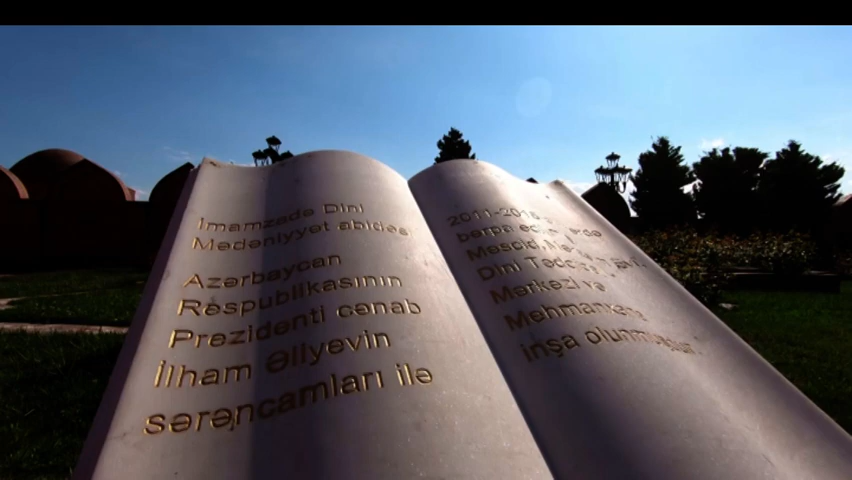 İmamzadə Dini
Mədəniyyət abidəsi
Azərbaycan
Respublikasının
Prezidenti cənab
İlham Əliyevin
sərəncamları ilə
2011-2016
bərpa
Məscid,
Dini
Mərkəzi və
Mehmanxana
inşa olunmuşdur.